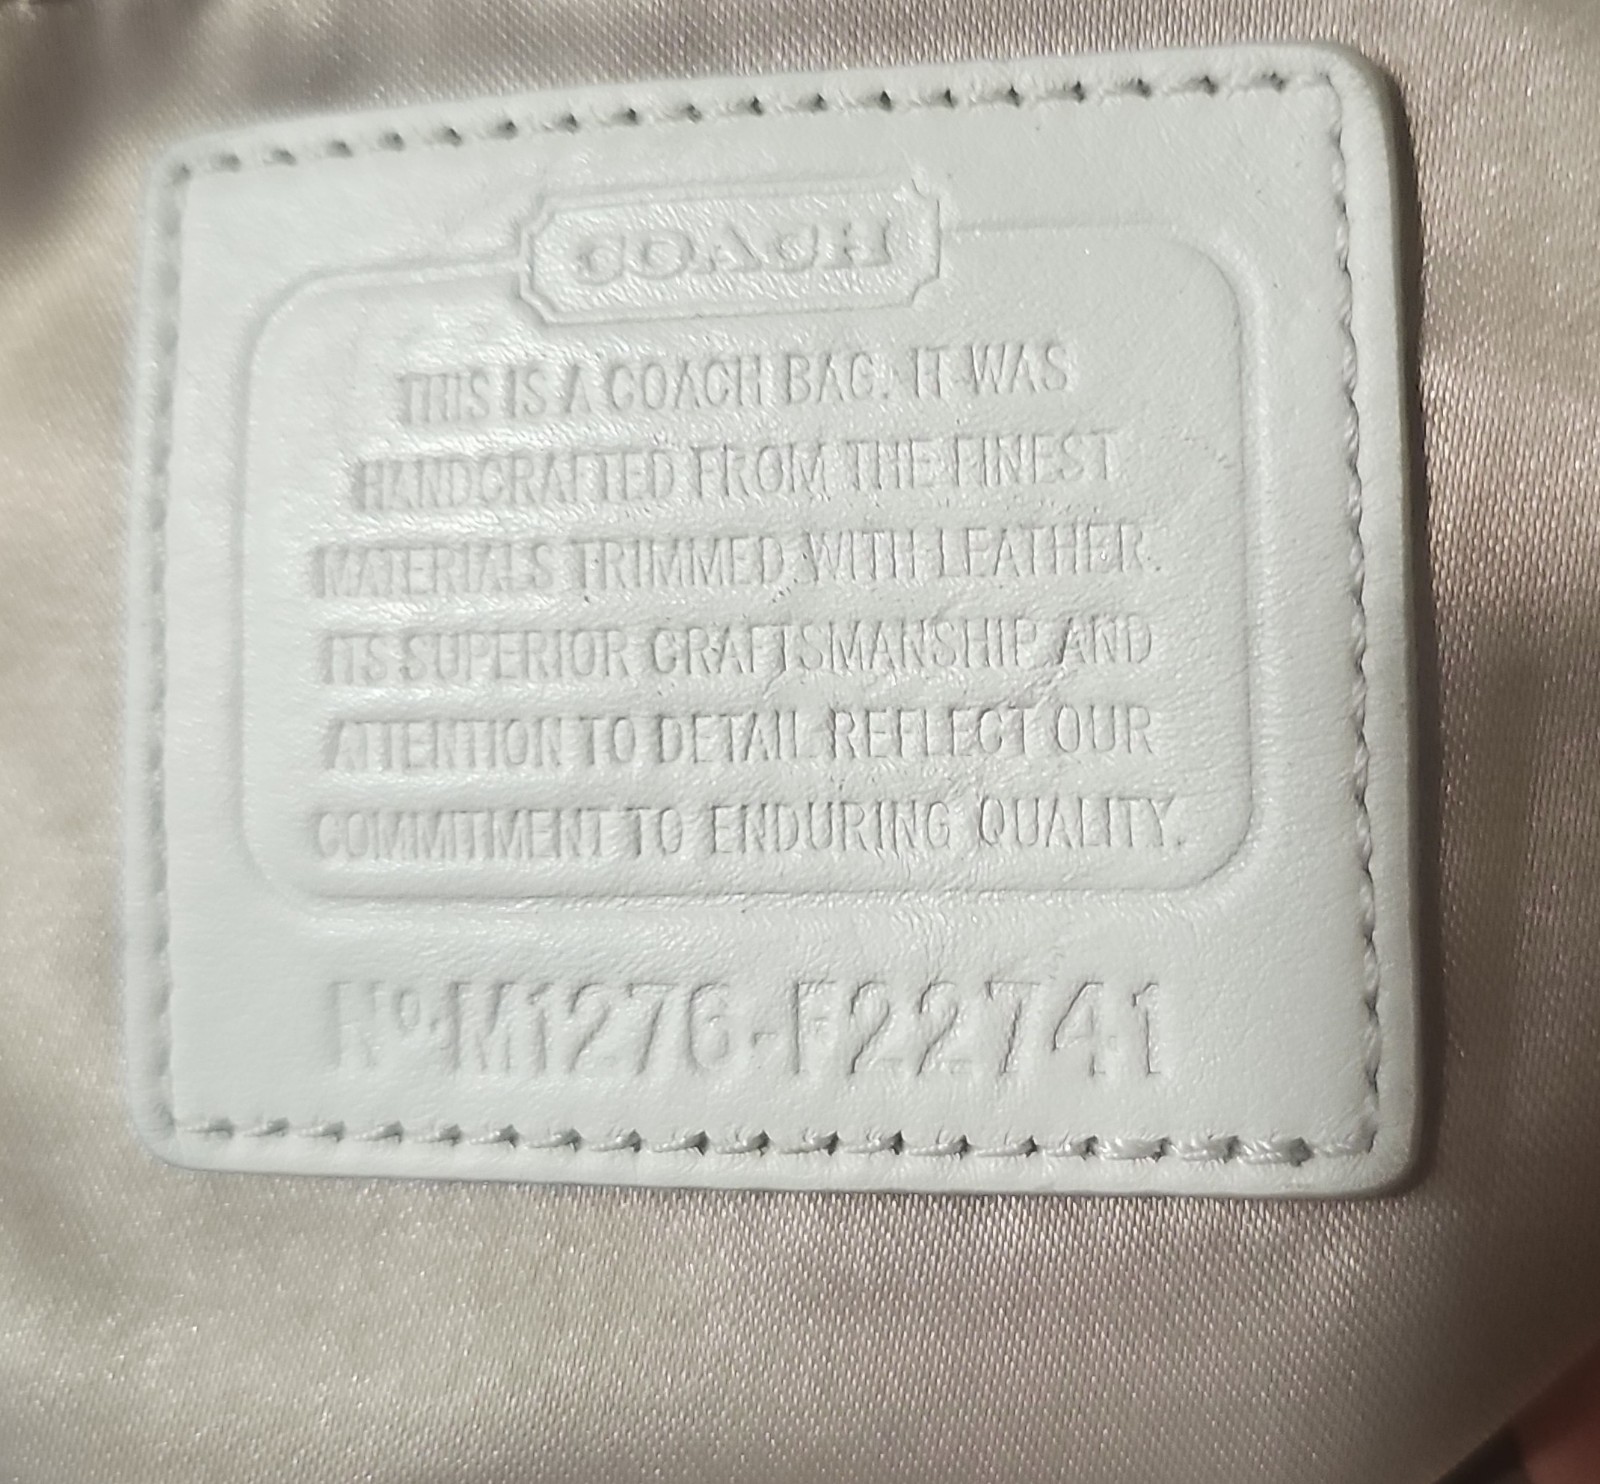 COACH
THIS IS A COACH BAG. IT WAS
HANDCRAFTED FROM THE FINEST
MATERIALS TRIMMED WITH LEATHER.
ITS SUPERIOR CRAFTSMANSHIP AND
ATTENTION TO DETAIL REFLECT OUR
COMMITMENT TO ENDURING QUALITY.
No. M1276-F22741